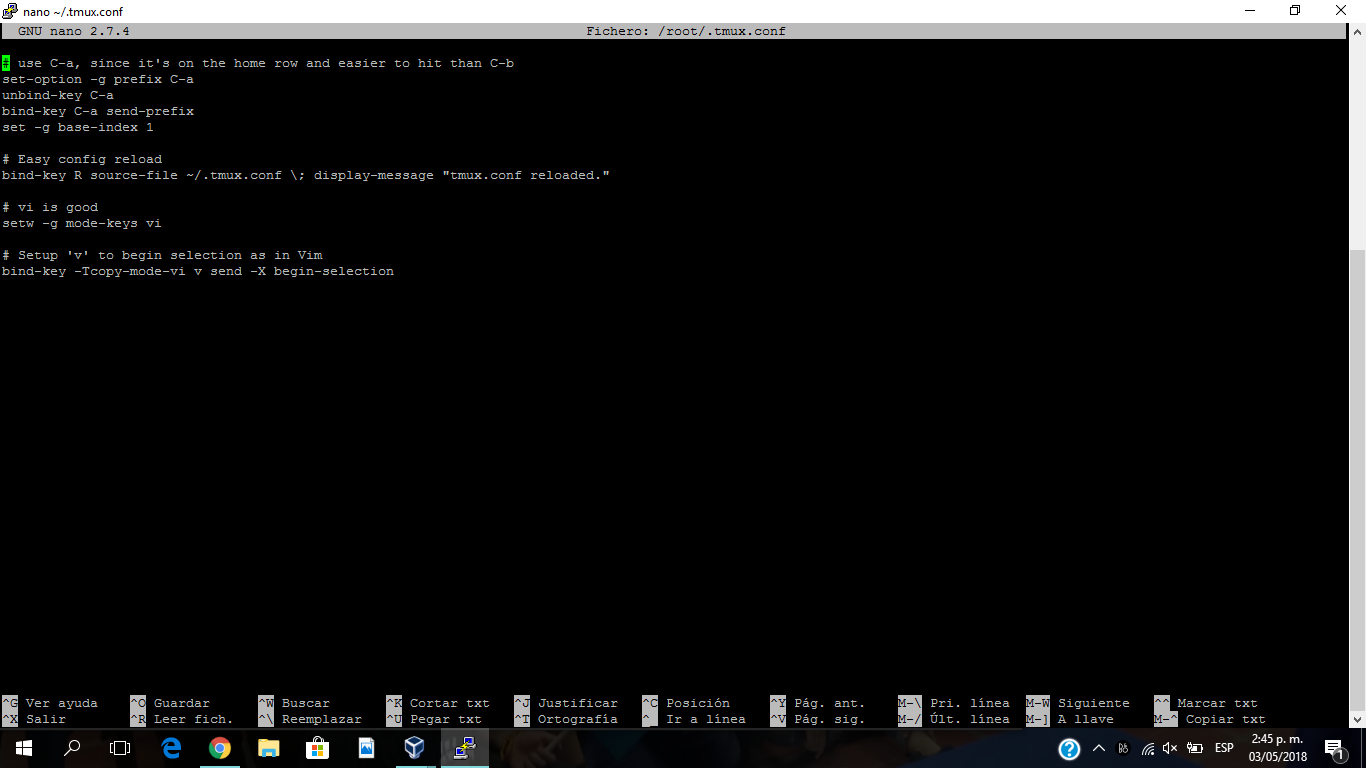 nano ~/.tmux.conf
GNU nano 2.7.4 Fichero: /root/.tmux.conf
# use C-a, since it's on the home row and easier to hit than C-b
set-option -g prefix C-a
unbind-key C-a
bind-key C-a send-prefix
set -g base-index 1
# Easy config reload
bind-key R source-file ~/.tmux.conf \; display-message "tmux.conf reloaded."
# vi is good
setw -g mode-keys vi
# Setup 'v' to begin selection as in Vim
bind-key -Tcopy-mode-vi v send -X begin-selection
^G Ver ayuda ^O Guardar ^W Buscar ^K Cortar txt ^J Justificar ^C Posición ^Y Pág. ant. M-\ Pri. línea M-W Siguiente ^^ Marcar txt
^X Salir ^R Leer fich. ^\ Reemplazar ^U Pegar txt ^T Ortografía ^_ Ir a línea ^V Pág. sig. M-/ Últ. línea M-] A llave M-^ Copiar txt
ESP
2:45 p. m.
03/05/2018
1